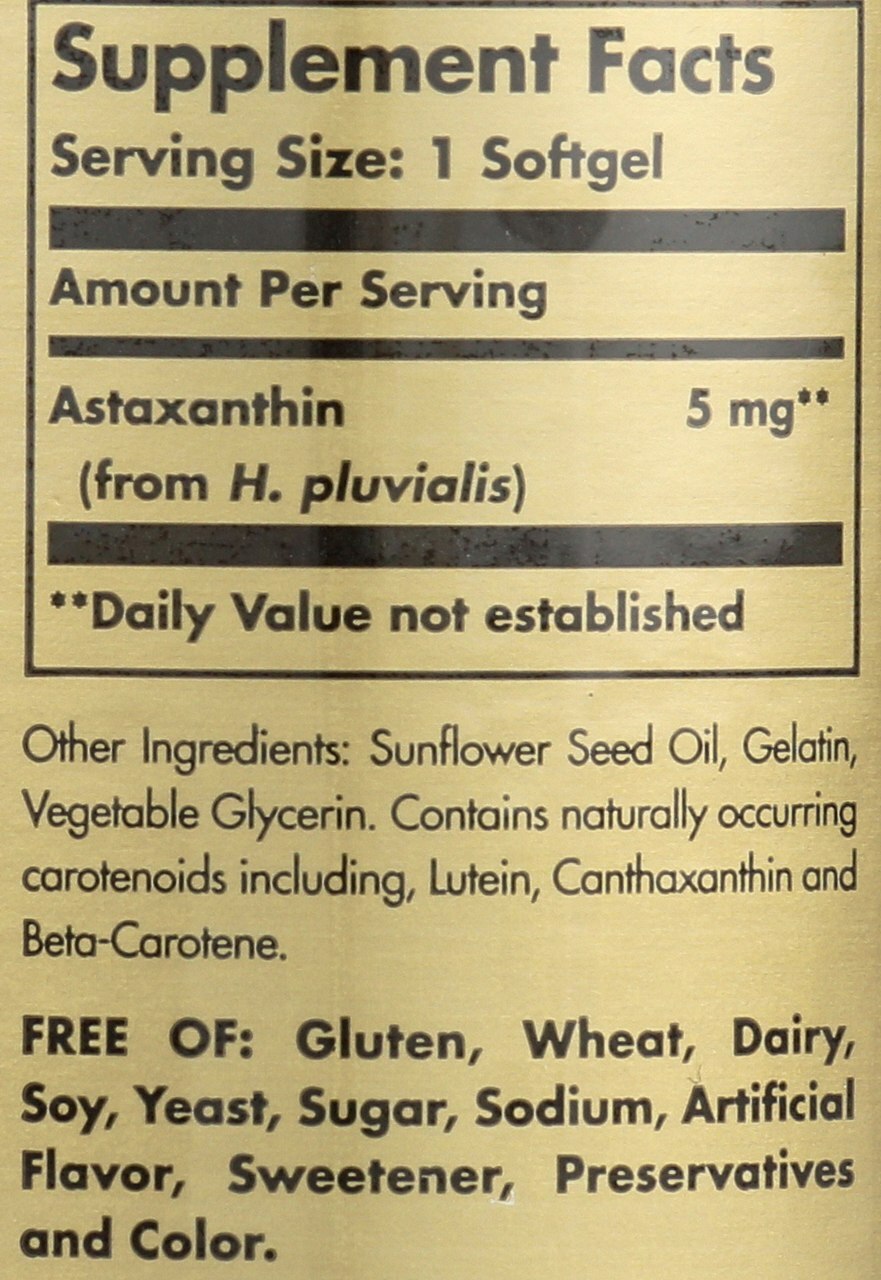 Supplement Facts
Serving Size: 1 Softgel
Amount Per Serving
Astaxanthin 5 mg**
(from H. pluvialis)
**Daily Value not established
Other Ingredients: Sunflower Seed Oil, Gelatin,
Vegetable Glycerin. Contains naturally occurring
carotenoids including, Lutein, Canthaxanthin and
Beta-Carotene.
FREE OF: Gluten, Wheat, Dairy,
Soy, Yeast, Sugar, Sodium, Artificial
Flavor, Sweetener, Preservatives
and Color.